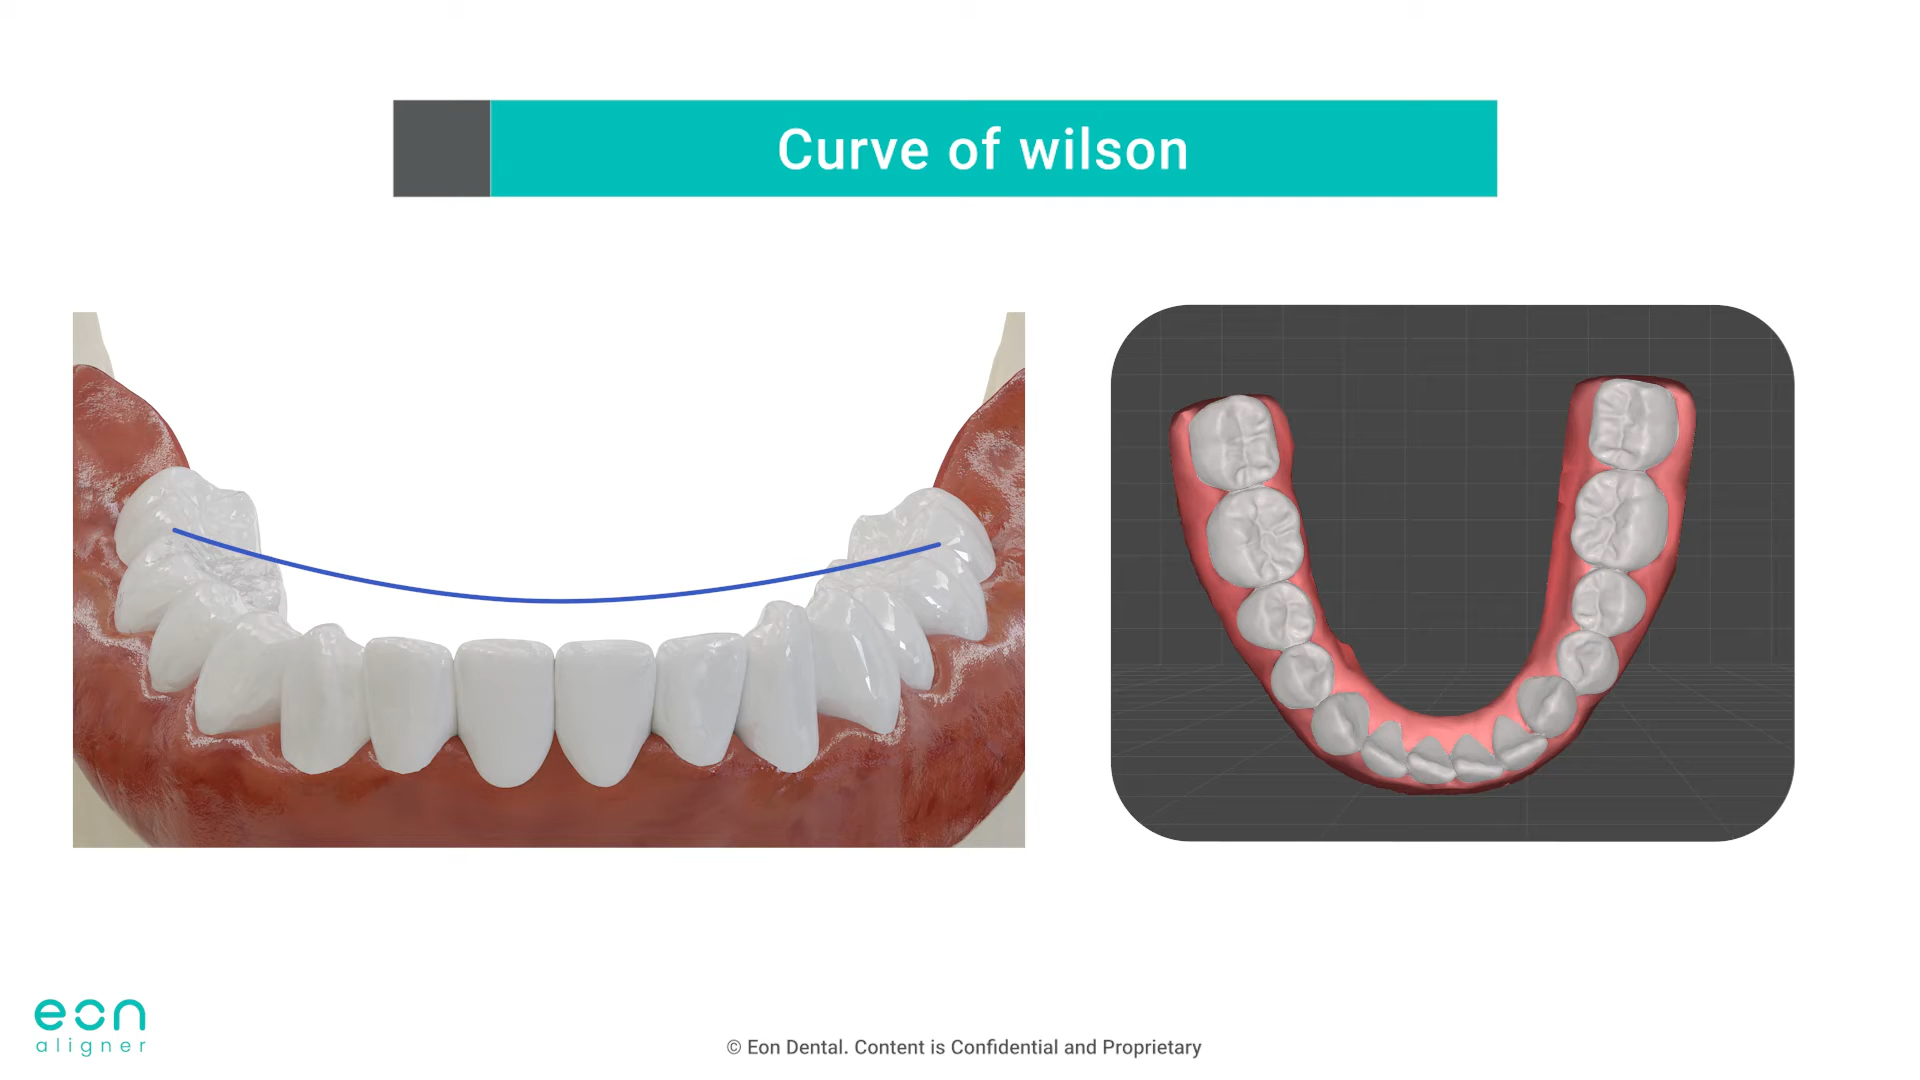 Curve of wilson
eon
aligner
© Eon Dental. Content is Confidential and Proprietary